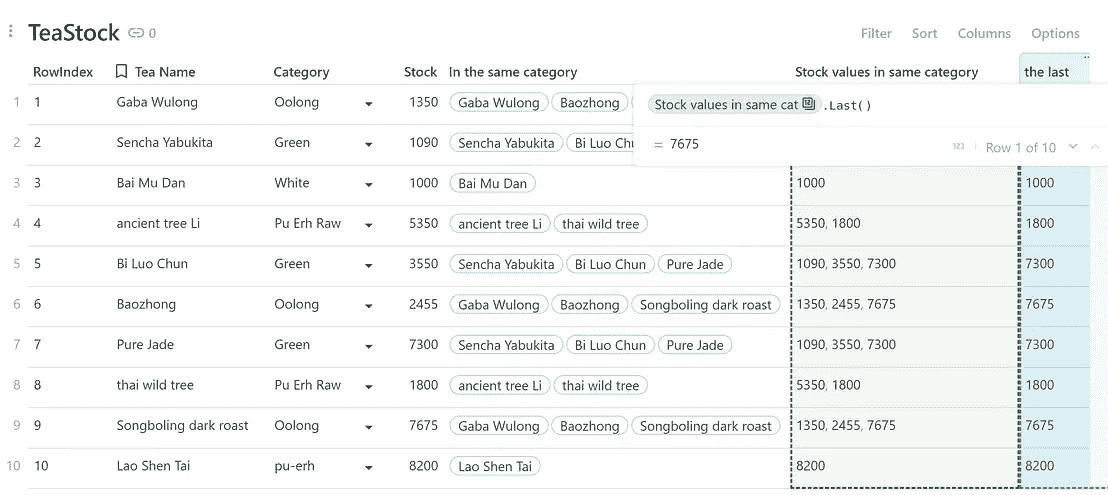 TeaStock 0
Filter Sort Columns Options
RowIndex Tea Name Category Stock In the same category Stock values in same category the last
1 1 Gaba Wulong Oolong 1350 Gaba Wulong Baozhong
Stock values in same cat .Last()
2 2 Sencha Yabukita Green 1090 Sencha Yabukita Bi Luo Chu
= 7675 123 Row 1 of 10
3 3 Bai Mu Dan White 1000 Bai Mu Dan 1000 1000
4 4 ancient tree Li Pu Erh Raw 5350 ancient tree Li thai wild tree 5350, 1800 1800
5 5 Bi Luo Chun Green 3550 Sencha Yabukita Bi Luo Chun Pure Jade 1090, 3550, 7300 7300
6 6 Baozhong Oolong 2455 Gaba Wulong Baozhong Songboling dark roast 1350, 2455, 7675 7675
7 7 Pure Jade Green 7300 Sencha Yabukita Bi Luo Chun Pure Jade 1090, 3550, 7300 7300
8 8 thai wild tree Pu Erh Raw 1800 ancient tree Li thai wild tree 5350, 1800 1800
9 9 Songboling dark roast Oolong 7675 Gaba Wulong Baozhong Songboling dark roast 1350, 2455, 7675 7675
10 10 Lao Shen Tai pu-erh 8200 Lao Shen Tai 8200 8200